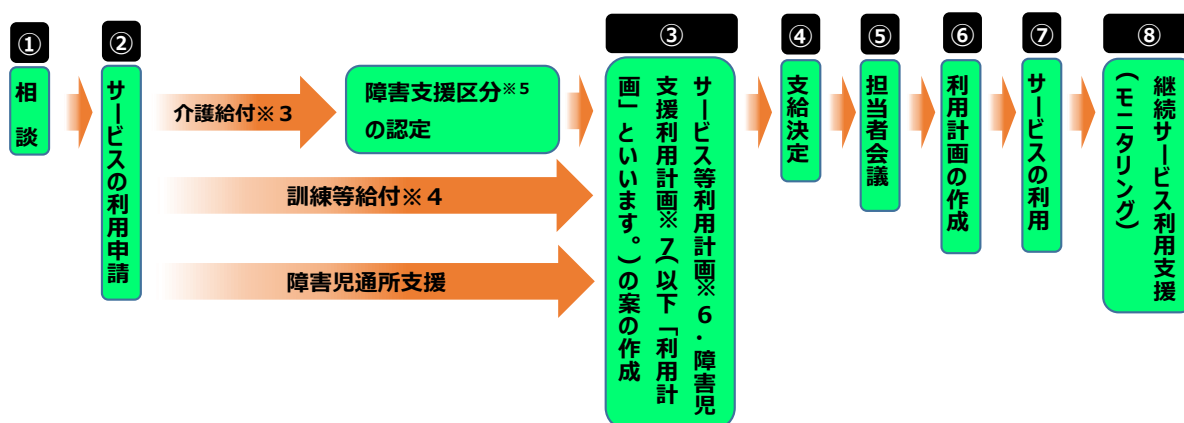 ①
相談
②
サービスの利用申請
介護給付※３
障害支援区分※５
の認定
訓練等給付※４
障害児通所支援
③
サービス等利用計画※６・障害児
支援利用計画※７(以下「利用計
画」といいます。)の案の作成
④
支給決定
⑤
担当者会議
⑥
利用計画の作成
⑦
サービスの利用
⑧
継続サービス利用支援
(モニタリング)